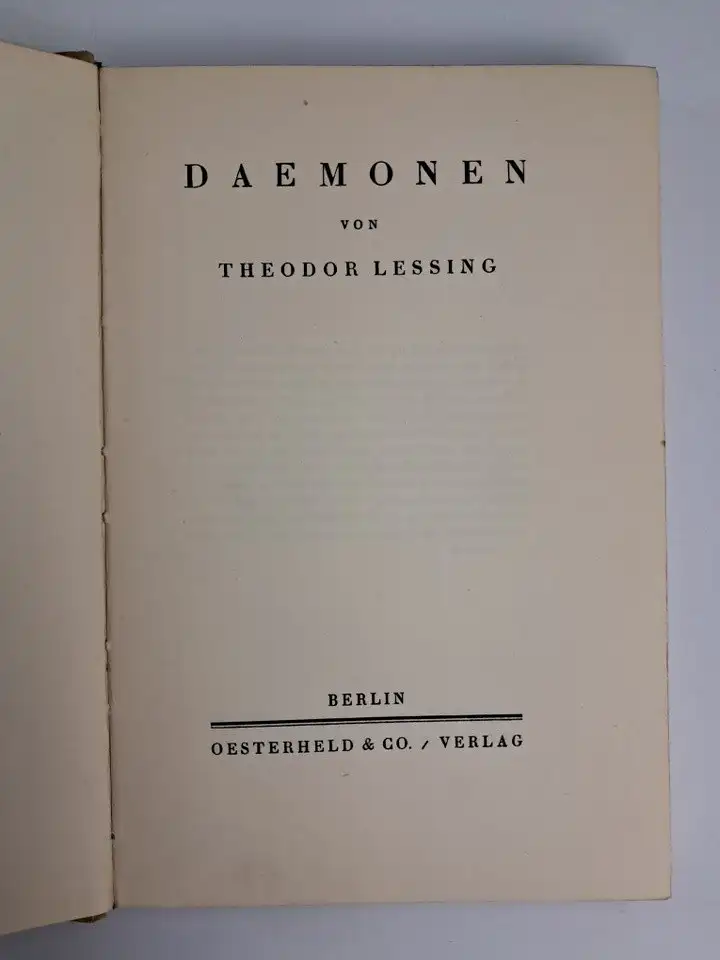 DAEMONEN
VON
THEODOR LESSING
BERLIN
OESTERHELD & CO. / VERLAG